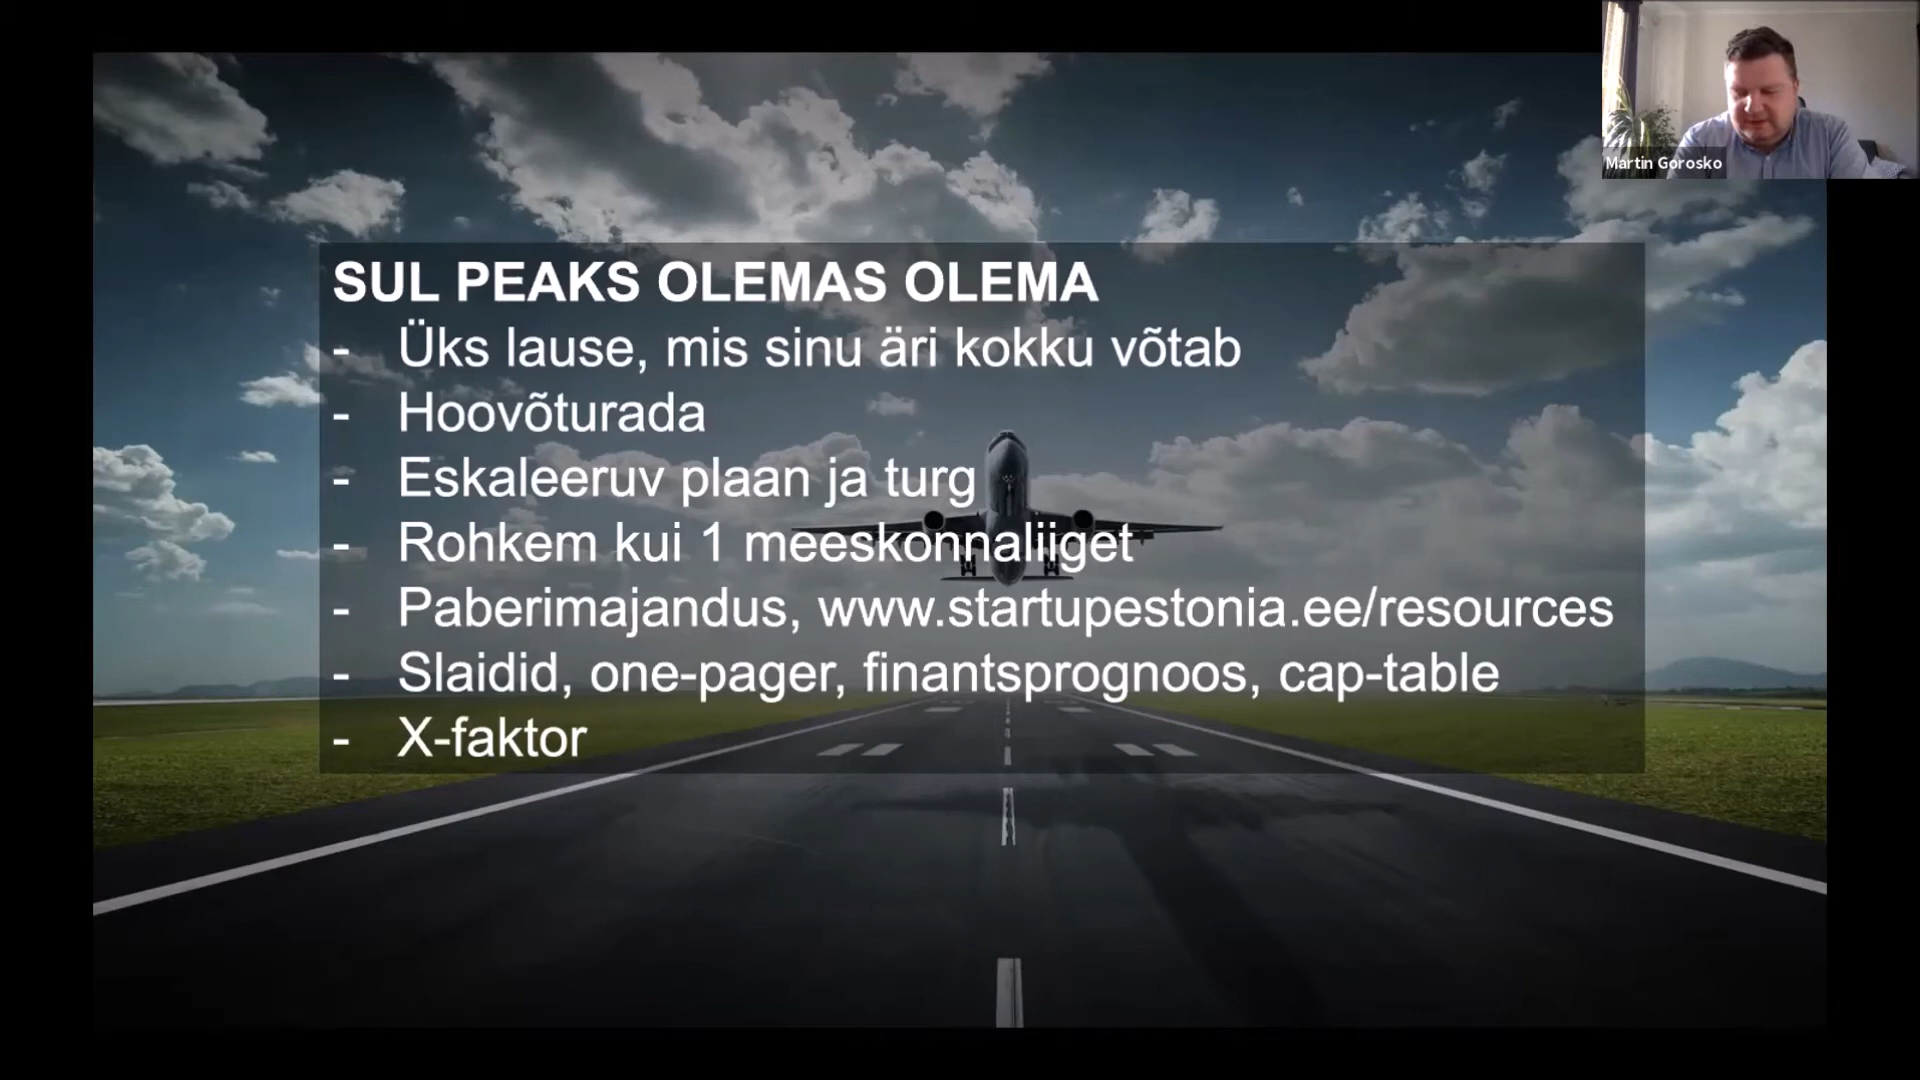 Martin Gorosko
SUL PEAKS OLEMAS OLEMA
- Üks lause, mis sinu äri kokku võtab
- Hoovõturada
- Eskaleeruv plaan ja turg
- Rohkem kui 1 meeskonnaliiget
- Paberimajandus, www.startupestonia.ee/resources
- Slaidid, one-pager, finantsprognoos, cap-table
- X-faktor